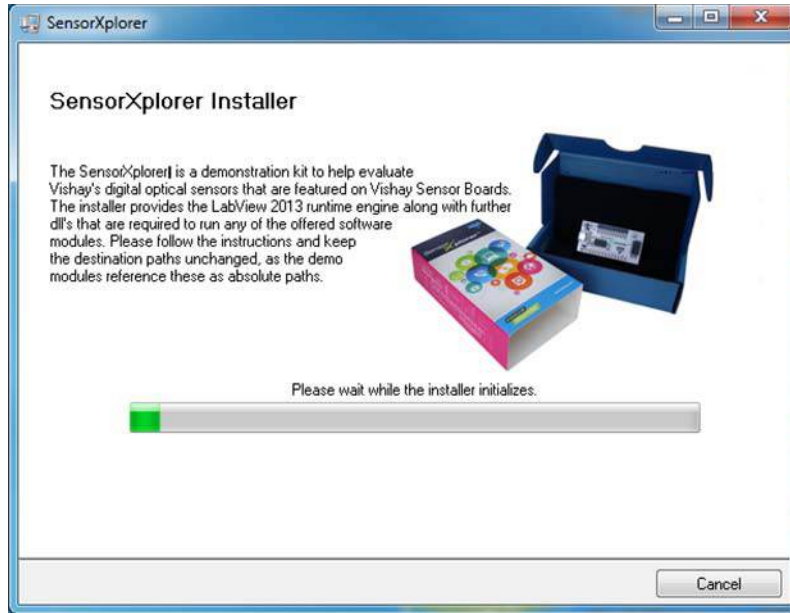 SensorXplorer
SensorXplorer Installer
The SensorXplorer| is a demonstration kit to help evaluate
Vishay's digital optical sensors that are featured on Vishay Sensor Boards.
The installer provides the LabView 2013 runtime engine along with further
dll's that are required to run any of the offered software
modules. Please follow the instructions and keep
the destination paths unchanged, as the demo
modules reference these as absolute paths.
Please wait while the installer initializes.
Cancel